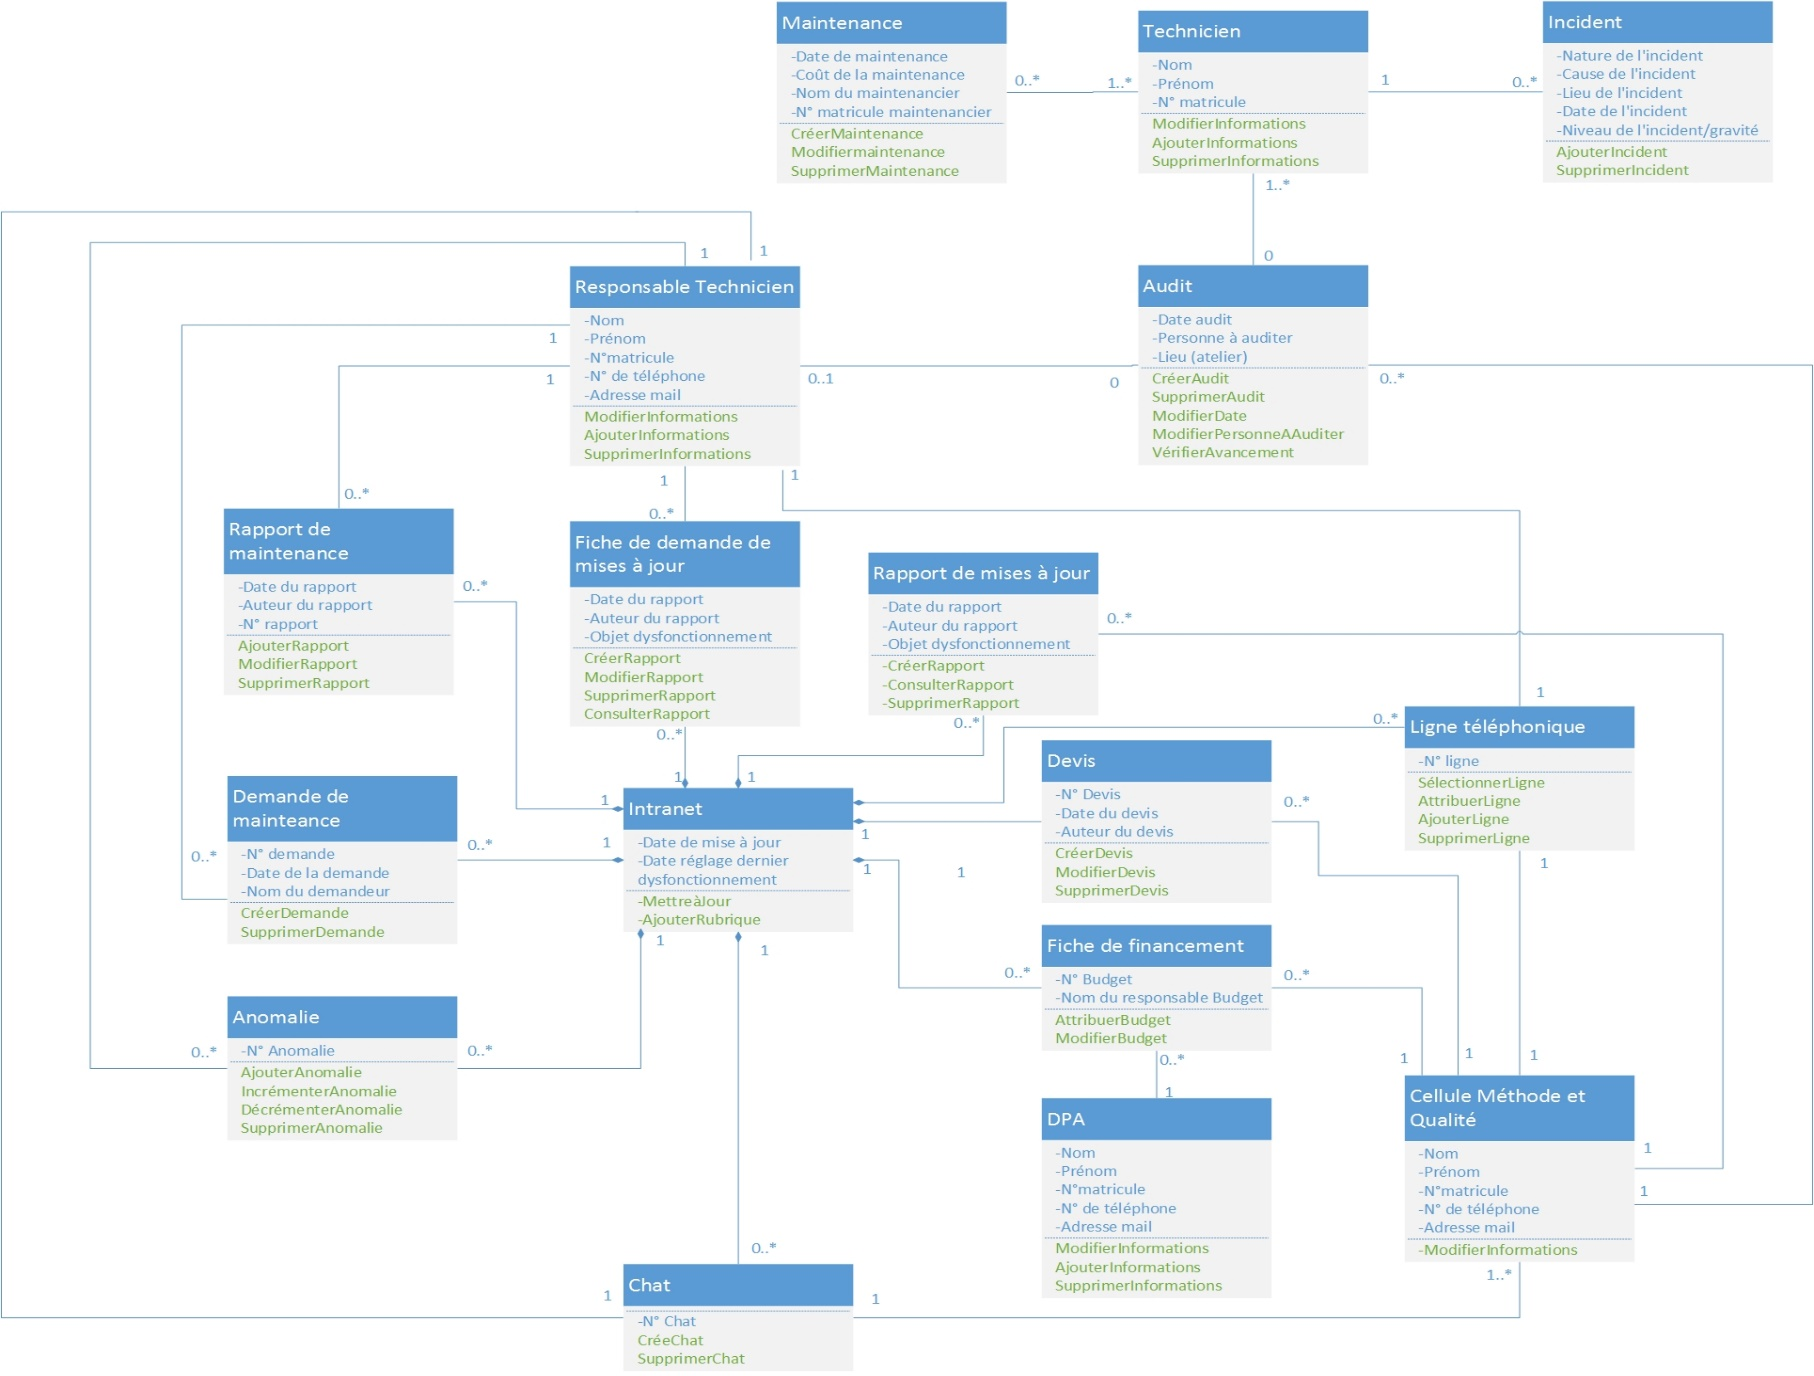 Maintenance
-Date de maintenance
-Coût de la maintenance
-Nom du maintenancier
-N° matricule maintenancier
CréerMaintenance
Modifiermaintenance
SupprimerMaintenance
0..*
1..*
Technicien
-Nom
-Prénom
-N° matricule
ModifierInformations
AjouterInformations
SupprimerInformations
1
0..*
Incident
-Nature de l'incident
-Cause de l'incident
-Lieu de l'incident
-Date de l'incident
-Niveau de l'incident/gravité
AjouterIncident
SupprimerIncident
1..*
0
1
1
Responsable Technicien
-Nom
-Prénom
-N°matricule
-N° de téléphone
-Adresse mail
ModifierInformations
AjouterInformations
SupprimerInformations
1
1
0..1
0
Audit
-Date audit
-Personne à auditer
-Lieu (atelier)
CréerAudit
SupprimerAudit
ModifierDate
ModifierPersonneAAuditer
VérifierAvancement
0..*
1
1
0..*
0..*
Rapport de
maintenance
-Date du rapport
-Auteur du rapport
-N° rapport
AjouterRapport
ModifierRapport
SupprimerRapport
0..*
Fiche de demande de
mises à jour
-Date du rapport
-Auteur du rapport
-Objet dysfonctionnement
CréerRapport
ModifierRapport
SupprimerRapport
ConsulterRapport
0..*
Rapport de mises à jour
-Date du rapport
-Auteur du rapport
-Objet dysfonctionnement
-CréerRapport
-ConsulterRapport
-SupprimerRapport
0..*
0..*
1
0..*
Ligne téléphonique
-N° ligne
SélectionnerLigne
AttribuerLigne
AjouterLigne
SupprimerLigne
1
Devis
-N° Devis
-Date du devis
-Auteur du devis
CréerDevis
ModifierDevis
SupprimerDevis
0..*
1
1
1
1
Intranet
-Date de mise à jour
-Date réglage dernier
dysfonctionnement
-MettreàJour
-AjouterRubrique
1
1
1
1
1
Demande de
mainteance
-N° demande
-Date de la demande
-Nom du demandeur
CréerDemande
SupprimerDemande
0..*
0..*
1
Fiche de financement
-N° Budget
-Nom du responsable Budget
AttribuerBudget
ModifierBudget
0..*
0..*
0..*
1
Anomalie
-N° Anomalie
AjouterAnomalie
IncrémenterAnomalie
DécrémenterAnomalie
SupprimerAnomalie
0..*
0..*
DPA
-Nom
-Prénom
-N°matricule
-N° de téléphone
-Adresse mail
ModifierInformations
AjouterInformations
SupprimerInformations
1
1
1
Cellule Méthode et
Qualité
-Nom
-Prénom
-N°matricule
-N° de téléphone
-Adresse mail
-ModifierInformations
1
1
1..*
0..*
Chat
-N° Chat
CréeChat
SupprimerChat
1
1